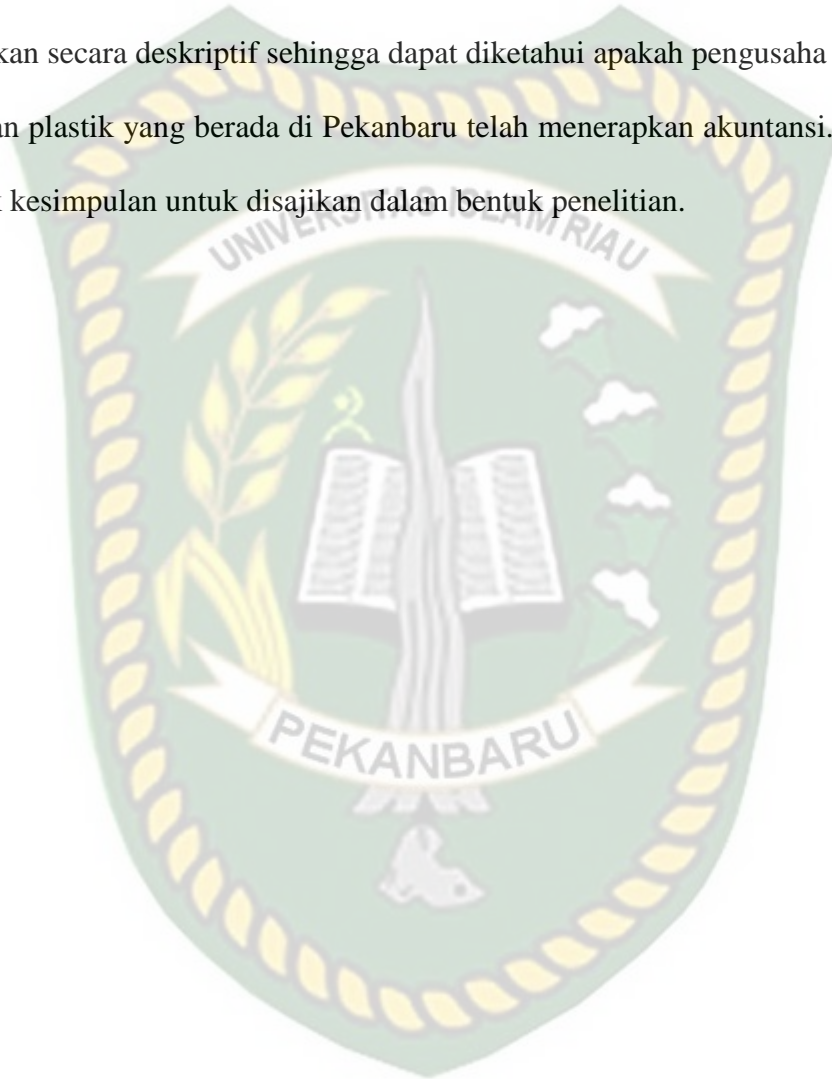 kan secara deskriptif sehingga dapat diketahui apakah pengusaha
an plastik yang berada di Pekanbaru telah menerapkan akuntansi.
kesimpulan untuk disajikan dalam bentuk penelitian.
UNIVERSITAS ISLAM RIAU
PEKANBARU